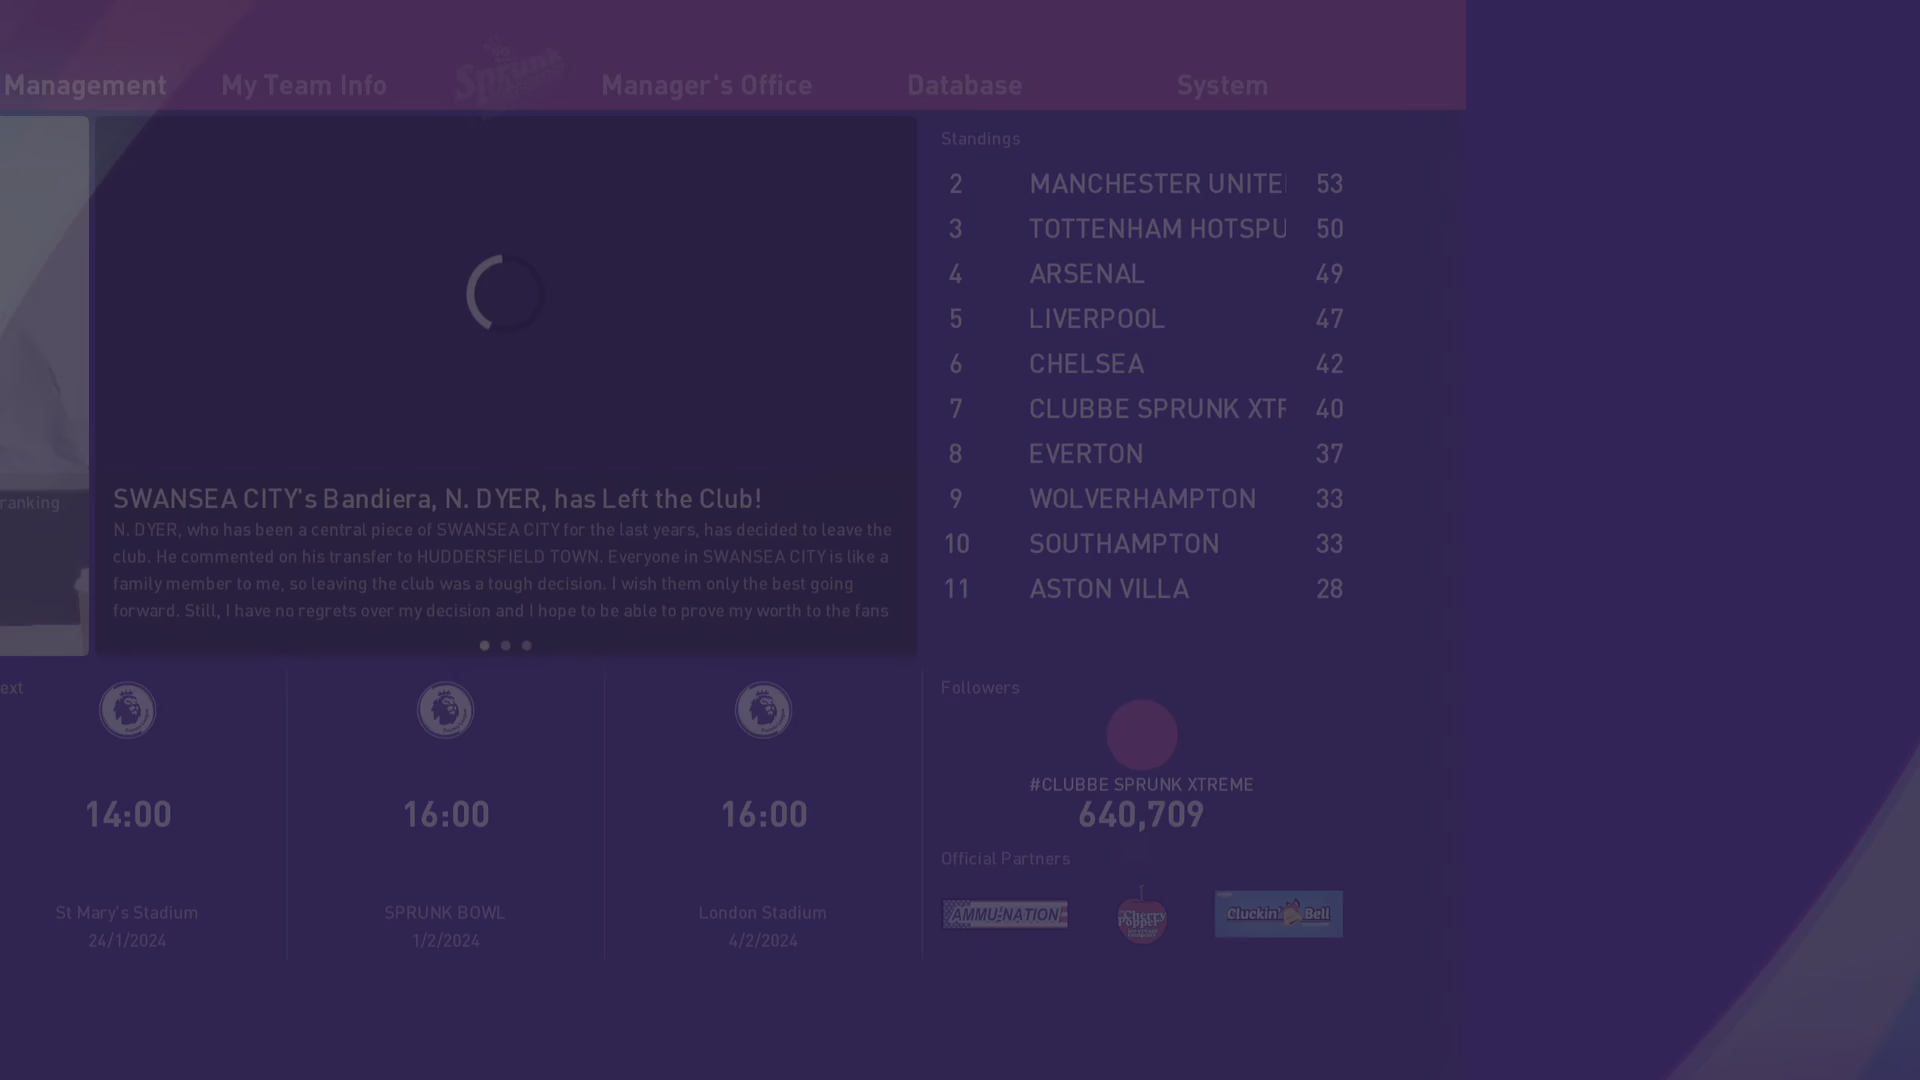 Management
My Team Info
Sprunk
Manager's Office
Database
System
ranking
SWANSEA CITY's Bandiera, N. DYER, has Left the Club!
N. DYER, who has been a central piece of SWANSEA CITY for the last years, has decided to leave the
club. He commented on his transfer to HUDDERSFIELD TOWN. Everyone in SWANSEA CITY is like a
family member to me, so leaving the club was a tough decision. I wish them only the best going
forward. Still, I have no regrets over my decision and I hope to be able to prove my worth to the fans
Standings
2 MANCHESTER UNITE 53
3 TOTTENHAM HOTSPU 50
4 ARSENAL 49
5 LIVERPOOL 47
6 CHELSEA 42
7 CLUBBE SPRUNK XTR 40
8 EVERTON 37
9 WOLVERHAMPTON 33
10 SOUTHAMPTON 33
11 ASTON VILLA 28
ext
14:00
St Mary's Stadium
24/1/2024
16:00
SPRUNK BOWL
1/2/2024
16:00
London Stadium
4/2/2024
Followers
#CLUBBE SPRUNK XTREME
640,709
Official Partners
AMMU-NATION
Cherry
Popper
Cluckin' Bell